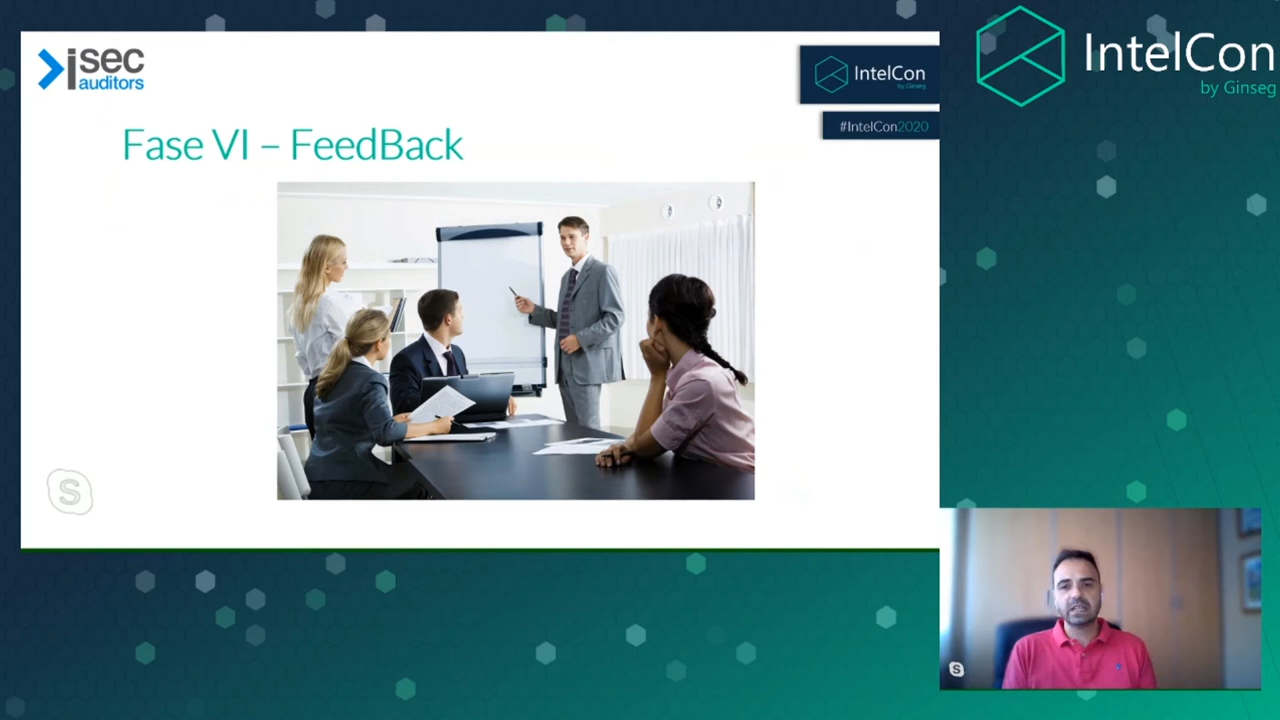 isec
auditors
IntelCon
by Ginseg
#IntelCon2020
Fase VI – FeedBack
IntelCon
by Ginseg